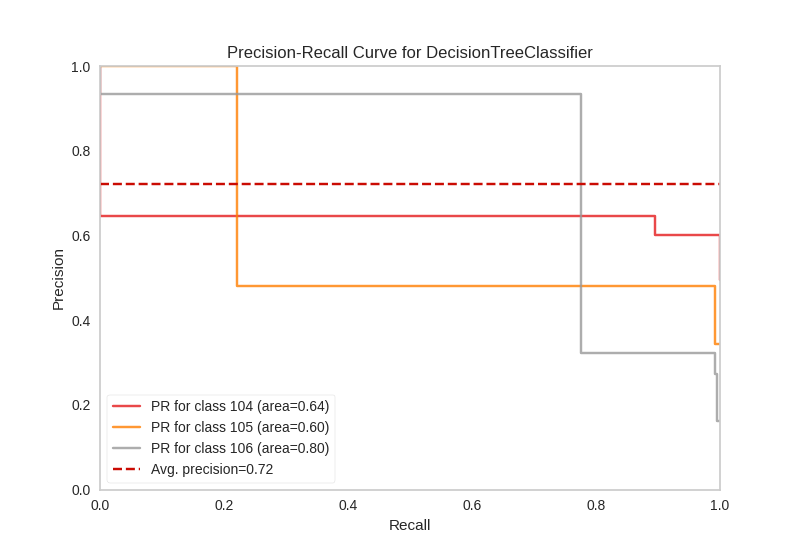 Precision-Recall Curve for DecisionTreeClassifier
1.0
0.8
0.6
0.4
0.2
0.0
Precision
PR for class 104 (area=0.64)
PR for class 105 (area=0.60)
PR for class 106 (area=0.80)
Avg. precision=0.72
0.0 0.2 0.4 0.6 0.8 1.0
Recall